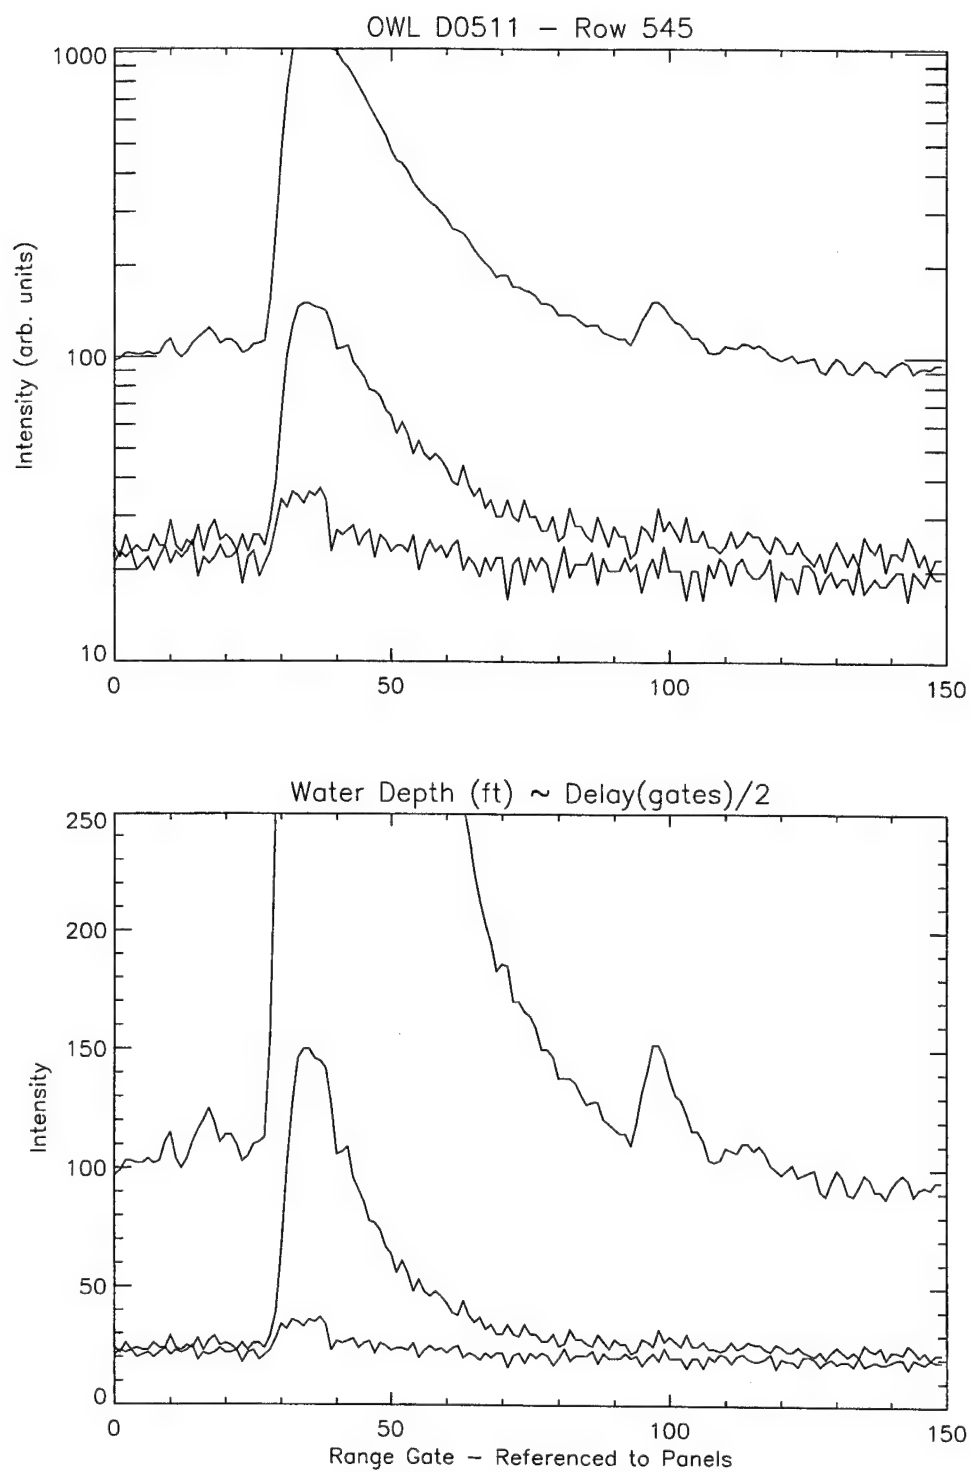 OWL D0511 – Row 545
1000
100
10
Intensity (arb. units)
0 50 100 150
Water Depth (ft) ~ Delay(gates)/2
250
200
150
100
50
0
Intensity
0 50 100 150
Range Gate – Referenced to Panels